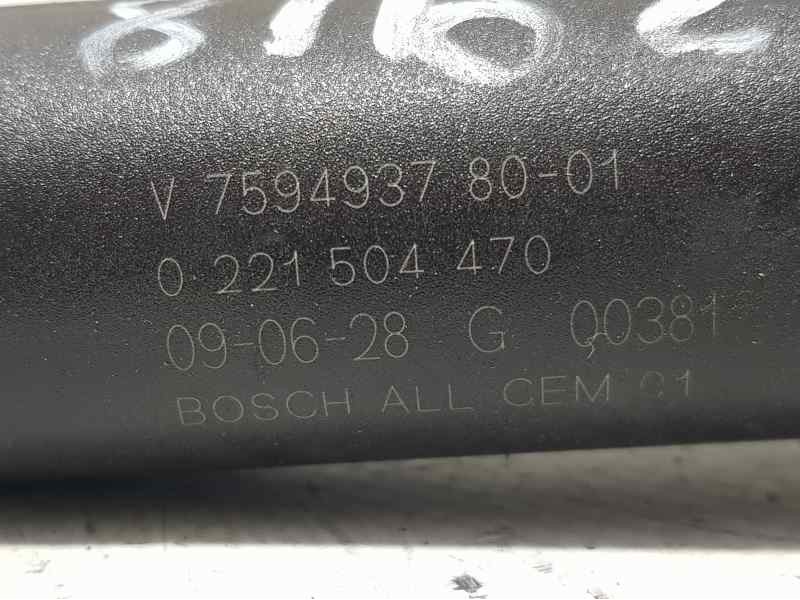 V 7594937 80-01
0 221 504 470
09-06-28 G 00381
BOSCH ALL CEM 01